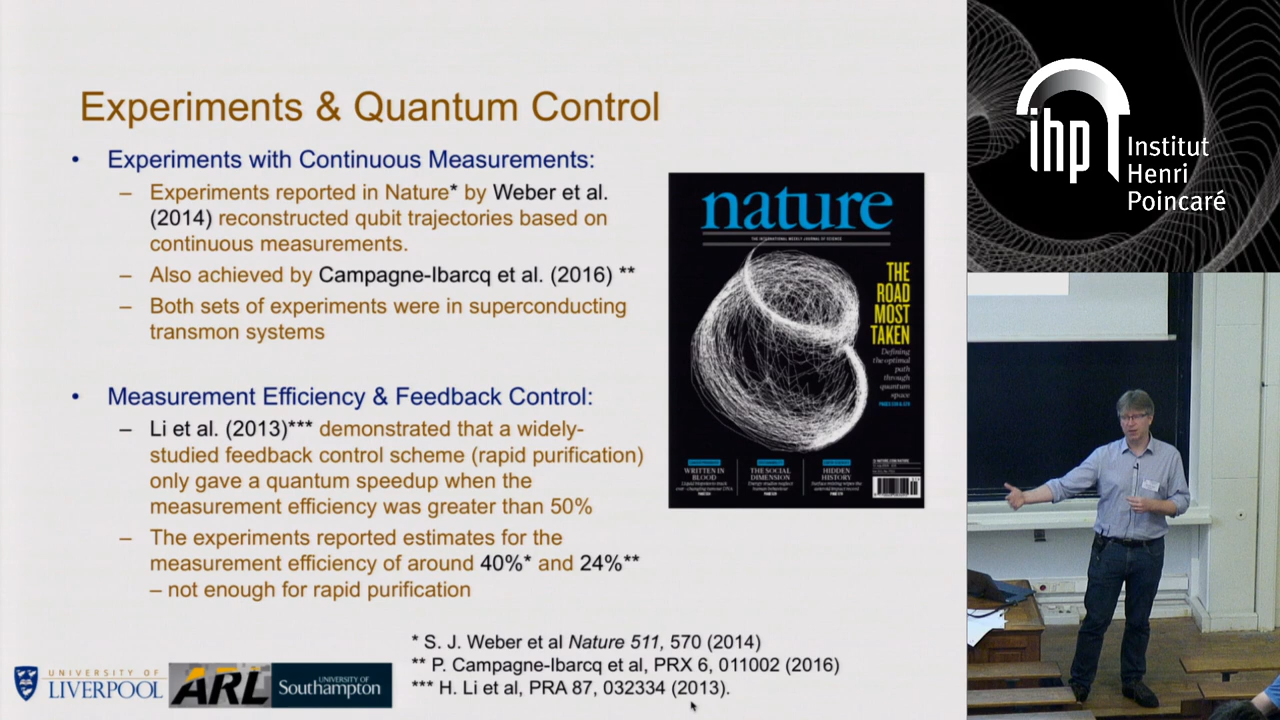 Experiments & Quantum Control
• Experiments with Continuous Measurements:
– Experiments reported in Nature* by Weber et al.
(2014) reconstructed qubit trajectories based on
continuous measurements.
– Also achieved by Campagne-Ibarcq et al. (2016) **
– Both sets of experiments were in superconducting
transmon systems
• Measurement Efficiency & Feedback Control:
– Li et al. (2013)*** demonstrated that a widely-
studied feedback control scheme (rapid purification)
only gave a quantum speedup when the
measurement efficiency was greater than 50%
– The experiments reported estimates for the
measurement efficiency of around 40%* and 24%**
– not enough for rapid purification
nature
THE INTERNATIONAL WEEKLY JOURNAL OF SCIENCE
THE
ROAD
MOST
TAKEN
Defining
the optimal
path
through
quantum
space
WRITTEN IN
BLOOD
THE SOCIAL
DIMENSION
HIDDEN
HISTORY
* S. J. Weber et al Nature 511, 570 (2014)
** P. Campagne-Ibarcq et al, PRX 6, 011002 (2016)
*** H. Li et al, PRA 87, 032334 (2013).
UNIVERSITY OF
LIVERPOOL
ARL
UNIVERSITY OF
Southampton
ihp
Institut
Henri
Poincaré